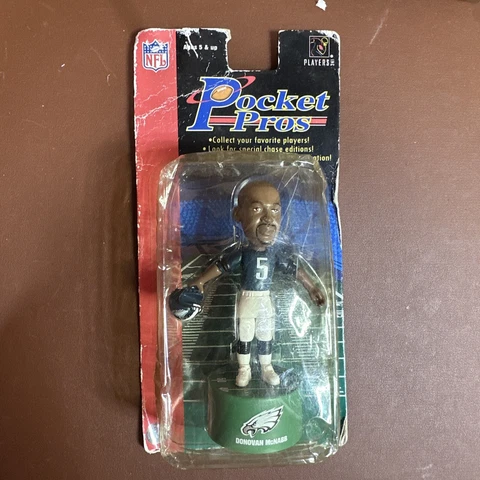 NFL
Ages 5 & up
PLAYERS INC
Pocket
Pros
•Collect your favorite players!
•Look for special chase editions!
5
DONOVAN McNABB